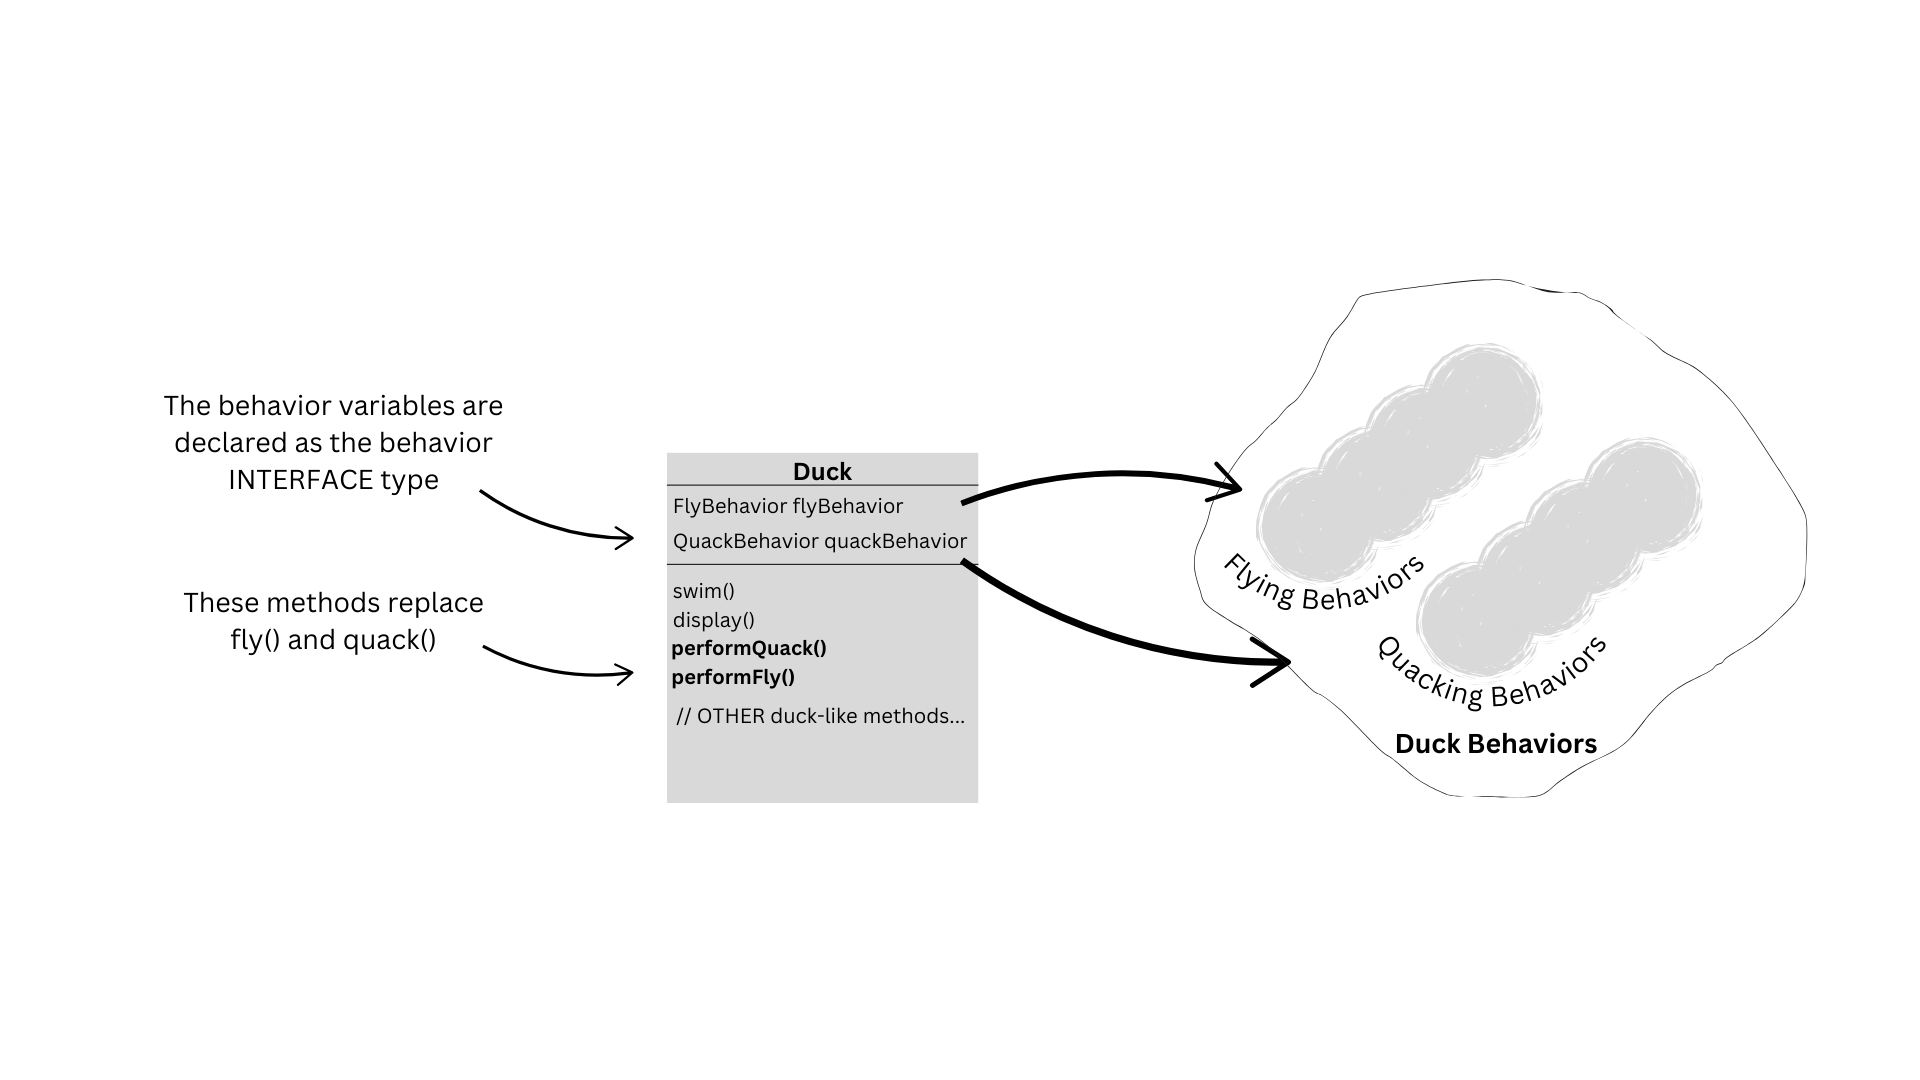 The behavior variables are
declared as the behavior
INTERFACE type
These methods replace
fly() and quack()
Duck
FlyBehavior flyBehavior
QuackBehavior quackBehavior
swim()
display()
performQuack()
performFly()
// OTHER duck-like methods...
Flying Behaviors
Quacking Behaviors
Duck Behaviors